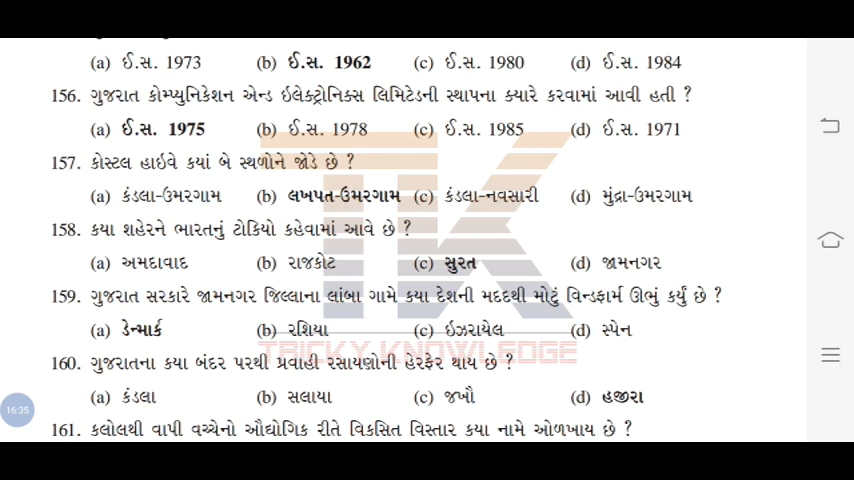 (a) ઈ.સ. 1973 (b) ઈ.સ. 1962 (c) ઈ.સ. 1980 (d) ઈ.સ. 1984
156. ગુજરાત કોમ્યુનિકેશન એન્ડ ઇલેક્ટ્રોનિક્સ લિમિટેડની સ્થાપના ક્યારે કરવામાં આવી હતી ?
(a) ઈ.સ. 1975 (b) ઈ.સ. 1978 (c) ઈ.સ. 1985 (d) ઈ.સ. 1971
157. કોસ્ટલ હાઇવે કયાં બે સ્થળોને જોડે છે ?
(a) કંડલા-ઉમરગામ (b) લખપત-ઉમરગામ (c) કંડલા-નવસારી (d) મુંદ્રા-ઉમરગામ
158. કયા શહેરને ભારતનું ટોકિયો કહેવામાં આવે છે ?
(a) અમદાવાદ (b) રાજકોટ (c) સુરત (d) જામનગર
159. ગુજરાત સરકારે જામનગર જિલ્લાના લાંબા ગામે કયા દેશની મદદથી મોટું વિન્ડફાર્મ ઊભું કર્યું છે ?
(a) ડેન્માર્ક (b) રશિયા (c) ઇઝરાયેલ (d) સ્પેન
TRICKY KNOWLEDGE
160. ગુજરાતના કયા બંદર પરથી પ્રવાહી રસાયણોની હેરફેર થાય છે ?
(a) કંડલા (b) સલાયા (c) જખૌ (d) હજીરા
16:35
161. કલોલથી વાપી વચ્ચેનો ઔદ્યોગિક રીતે વિકસિત વિસ્તાર કયા નામે ઓળખાય છે ?